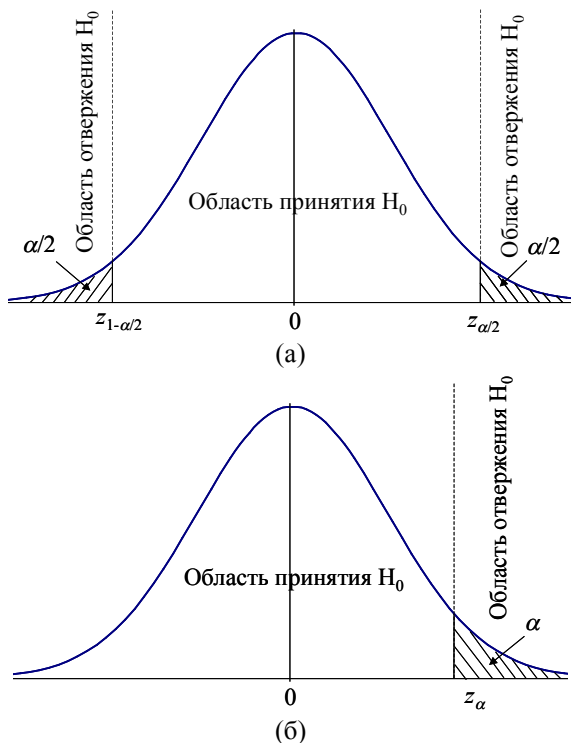 Область отвержения H₀
Область отвержения H₀
Область принятия H₀
α/2
α/2
z₁₋α/₂
0
zα/₂
(а)
Область отвержения H₀
Область принятия H₀
α
0
zα
(б)